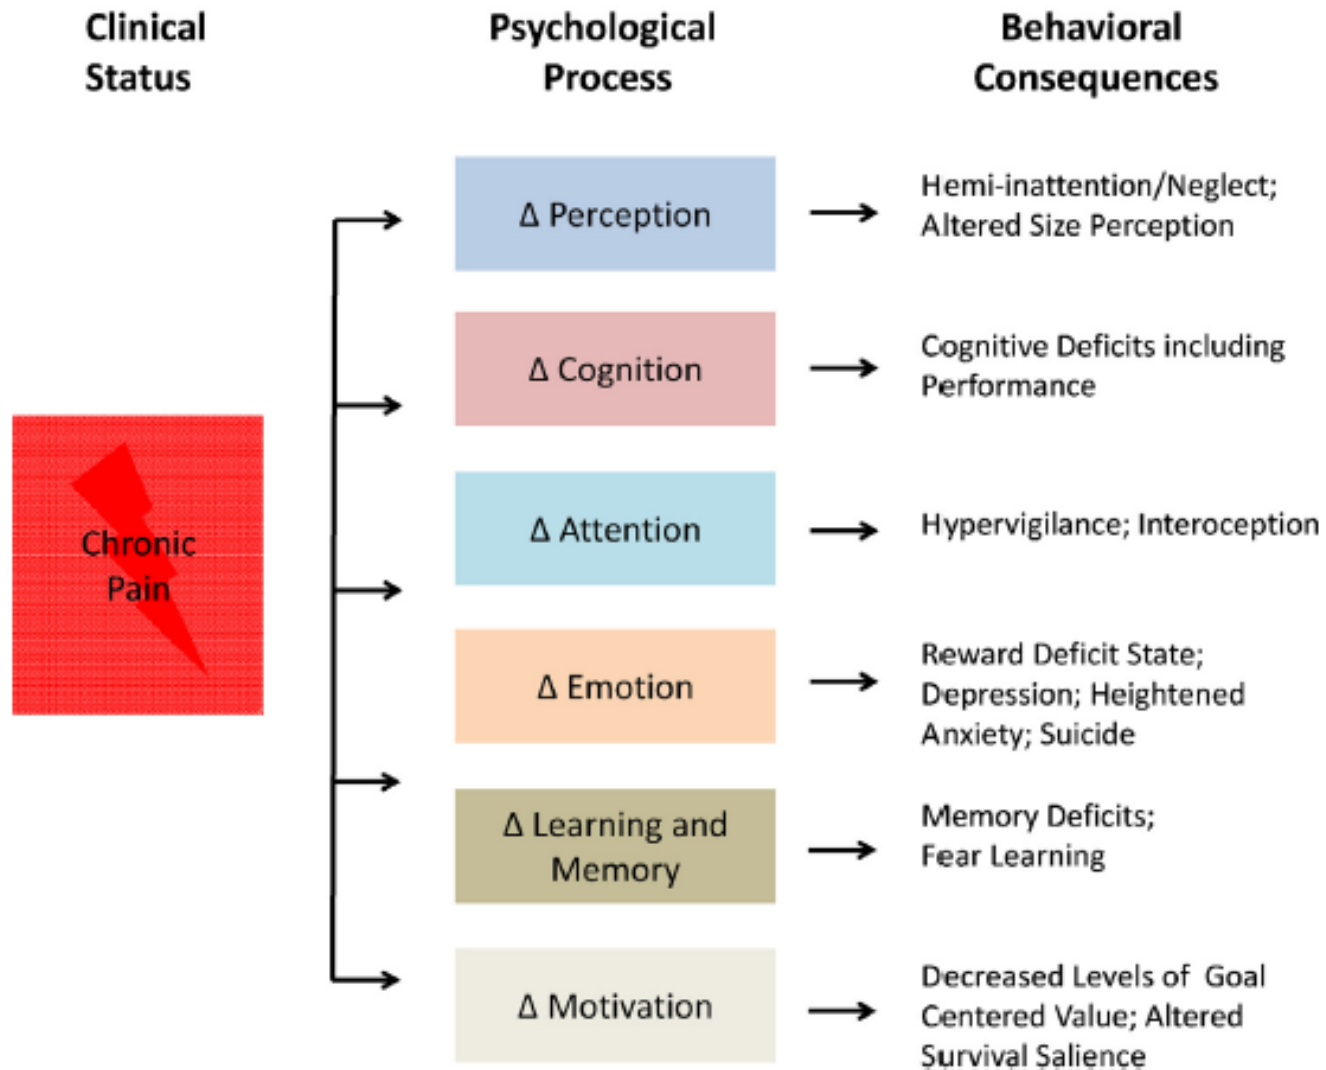 Clinical
Status
Psychological
Process
Behavioral
Consequences
Chronic
Pain
Δ Perception
Hemi-inattention/Neglect;
Altered Size Perception
Δ Cognition
Cognitive Deficits including
Performance
Δ Attention
Hypervigilance; Interoception
Δ Emotion
Reward Deficit State;
Depression; Heightened
Anxiety; Suicide
Δ Learning and
Memory
Memory Deficits;
Fear Learning
Δ Motivation
Decreased Levels of Goal
Centered Value; Altered
Survival Salience